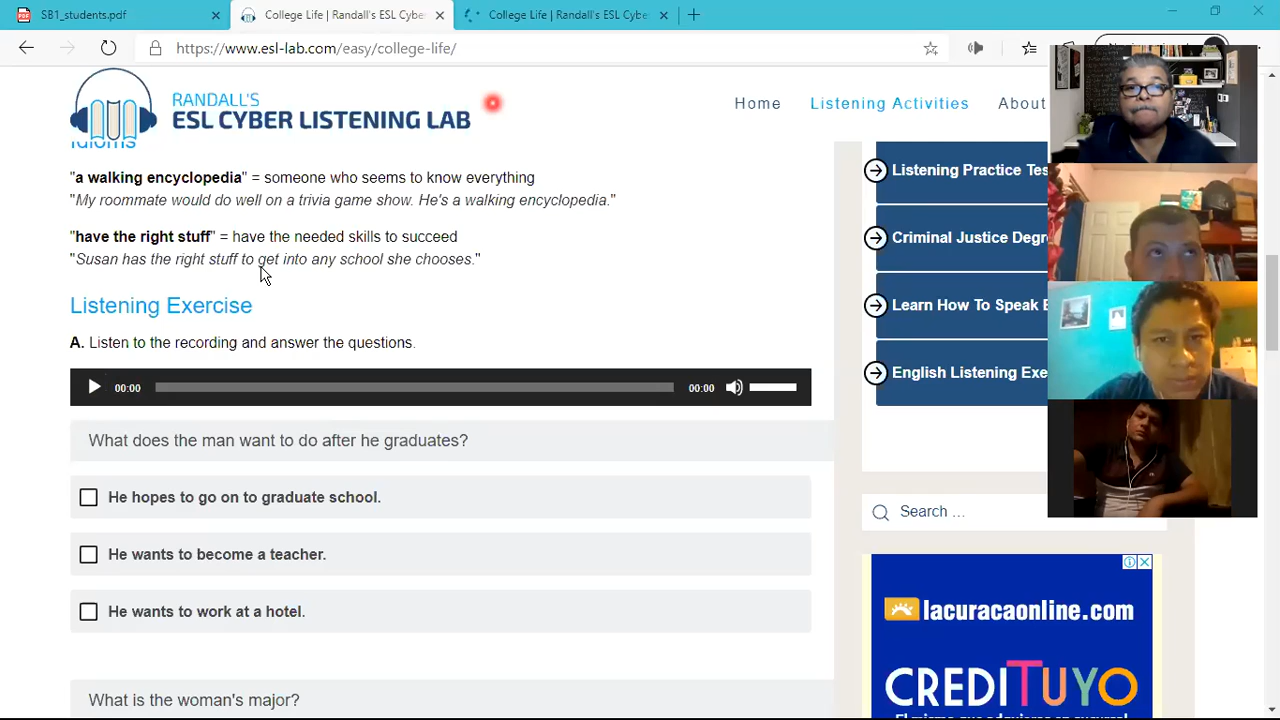 SB1_students.pdf
College Life | Randall's ESL Cyber
College Life | Randall's ESL Cybe
https://www.esl-lab.com/easy/college-life/
RANDALL'S
ESL CYBER LISTENING LAB
Home
Listening Activities
About
Idioms
"a walking encyclopedia" = someone who seems to know everything
"My roommate would do well on a trivia game show. He's a walking encyclopedia."
"have the right stuff" = have the needed skills to succeed
"Susan has the right stuff to get into any school she chooses."
Listening Exercise
A. Listen to the recording and answer the questions.
00:00
00:00
What does the man want to do after he graduates?
He hopes to go on to graduate school.
He wants to become a teacher.
He wants to work at a hotel.
What is the woman's major?
Listening Practice Tes
Criminal Justice Degr
Learn How To Speak E
English Listening Exe
Search ...
lacuracaonline.com
CREDITUYO